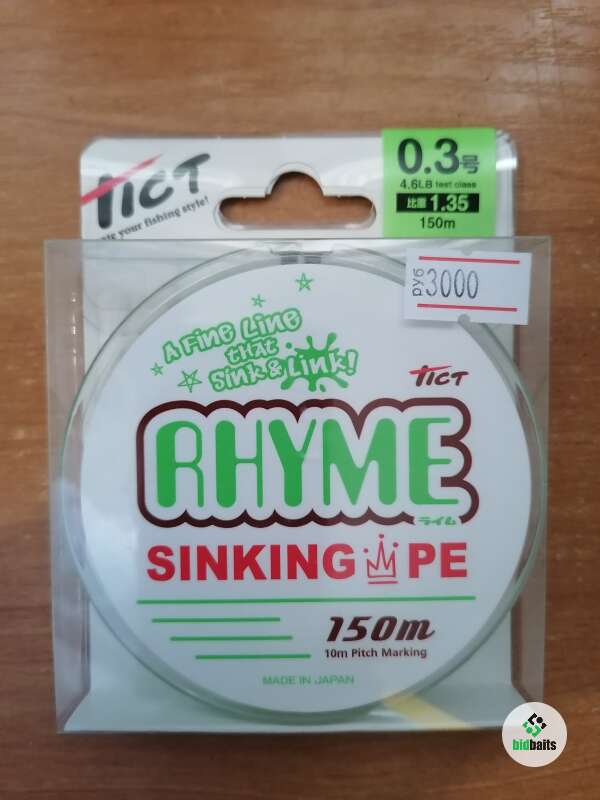 TICT
ate your fishing style!
0.3号
4.6LB test class
比重 1.35
150m
РУБ 3000
A Fine Line
that
Sink & Link!
TICT
RHYME
ライム
SINKING PE
150m
10m Pitch Marking
MADE IN JAPAN
bidbaits